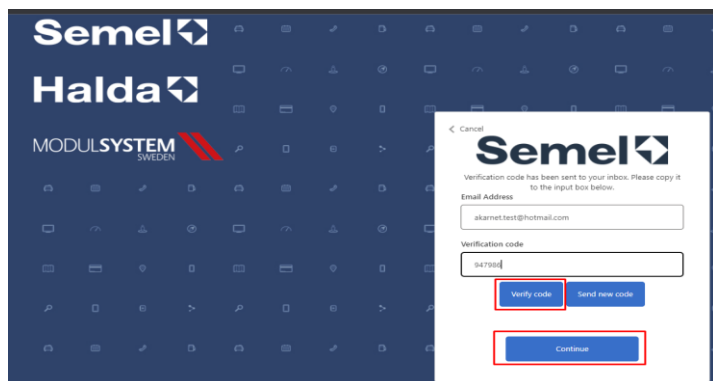 Semel
Halda
MODULSYSTEM
SWEDEN
Cancel
Semel
Verification code has been sent to your inbox. Please copy it
to the input box below.
Email Address
akarnet.test@hotmail.com
Verification code
947986
Verify code
Send new code
Continue